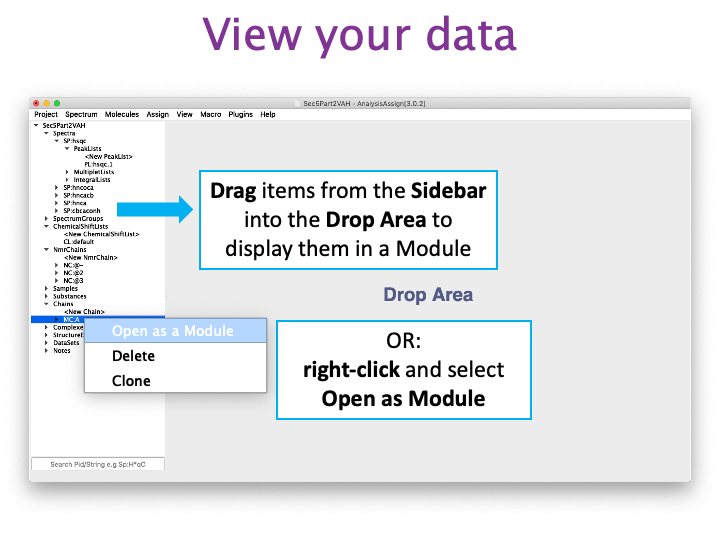 View your data
Sec5Part2VAH - AnalysisAssign[3.0.2]
Project Spectrum Molecules Assign View Macro Plugins Help
Sec5Part2VAH
Spectra
SP:hsqc
PeakLists
<New PeakList>
PL:hsqc.1
MultipletLists
IntegralLists
SP:hncoca
SP:hncacb
SP:hnca
SP:cbcaconh
SpectrumGroups
ChemicalShiftLists
<New ChemicalShiftList>
CL:default
NmrChains
<New NmrChain>
NC:@-
NC:@2
NC:@3
Samples
Substances
Chains
<New Chain>
MC:A
Complexe
StructureE
DataSets
Notes
Search Pid/String e.g Sp:H*qC
Drag items from the Sidebar
into the Drop Area to
display them in a Module
Drop Area
Open as a Module
Delete
Clone
OR:
right-click and select
Open as Module